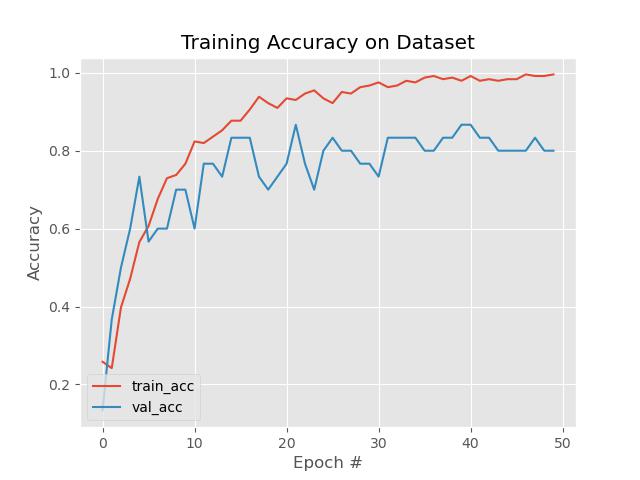 Training Accuracy on Dataset
1.0
0.8
0.6
0.4
0.2
Accuracy
train_acc
val_acc
0 10 20 30 40 50
Epoch #